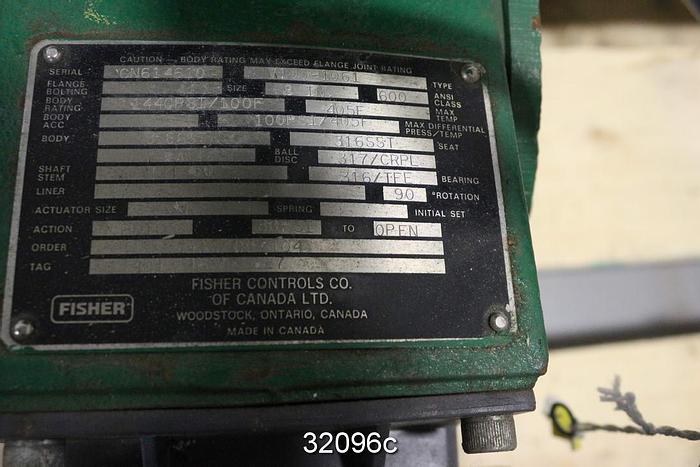 CAUTION — BODY RATING MAY EXCEED FLANGE JOINT RATING
SERIAL TYPE
FLANGE BOLTING SIZE 600 ANSI CLASS
BODY RATING 1440PSI/100F 405F MAX TEMP
BODY ACC 100PSI/405F MAX DIFFERENTIAL PRESS/TEMP
BODY 316SST SEAT
BALL DISC 317/CRPL
SHAFT STEM 316/TFE BEARING
LINER 90 °ROTATION
ACTUATOR SIZE SPRING INITIAL SET
ACTION TO OPEN
ORDER
TAG
FISHER CONTROLS CO.
OF CANADA LTD.
FISHER
WOODSTOCK, ONTARIO, CANADA
MADE IN CANADA
32096c